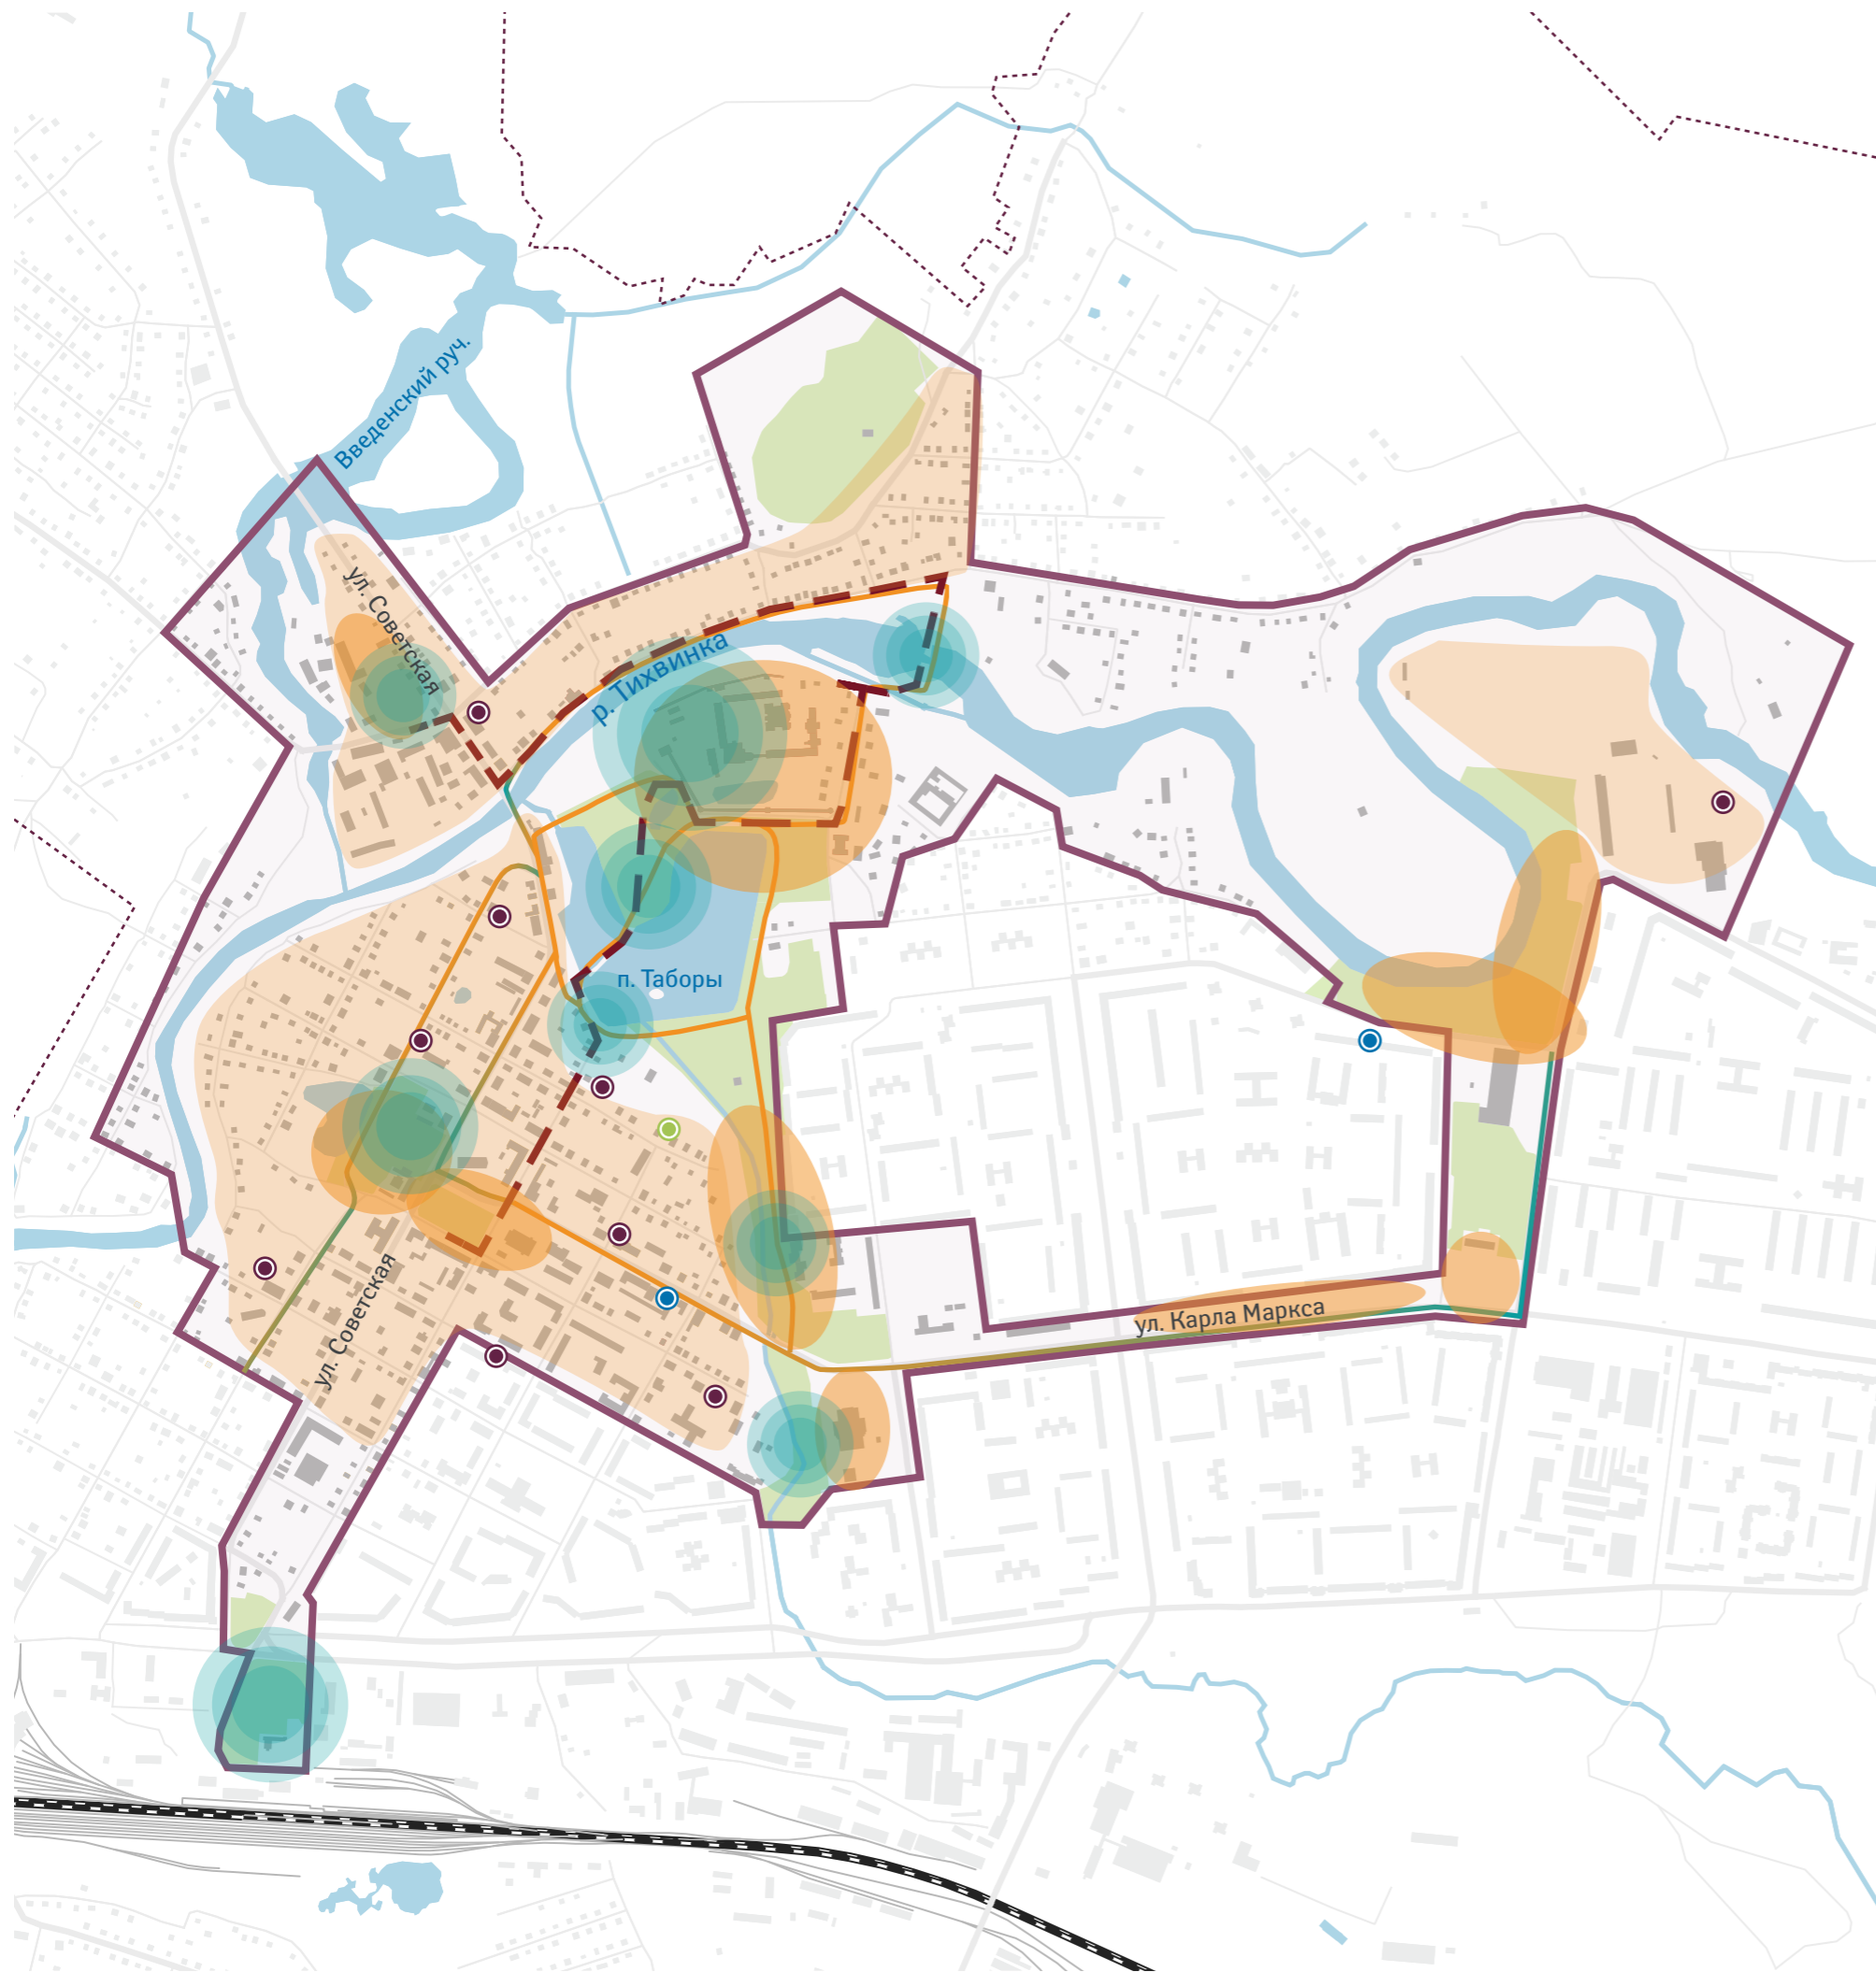 Введенский руч.
ул. Советская
р. Тихвинка
п. Таборы
ул. Советская
ул. Карла Маркса